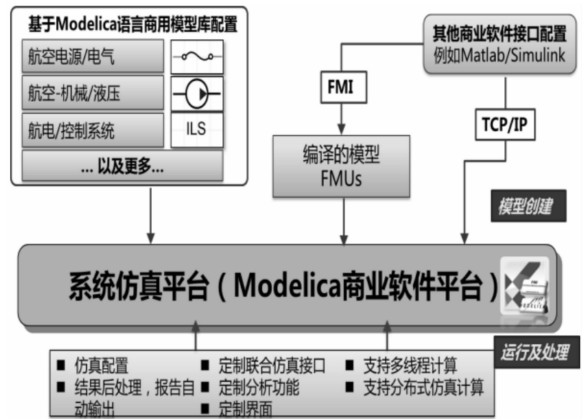 基于Modelica语言商用模型库配置
航空电源/电气
航空-机械/液压
航电/控制系统
ILS
... 以及更多...
其他商业软件接口配置
例如Matlab/Simulink
FMI
TCP/IP
编译的模型
FMUs
模型创建
系统仿真平台（Modelica商业软件平台）
运行及处理
■ 仿真配置
■ 结果后处理，报告自
动输出
■ 定制联合仿真接口
■ 定制分析功能
■ 定制界面
■ 支持多线程计算
■ 支持分布式仿真计算